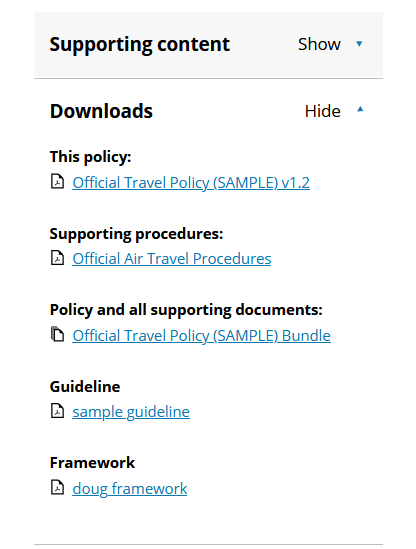 Supporting content Show
Downloads Hide
This policy:
Official Travel Policy (SAMPLE) v1.2
Supporting procedures:
Official Air Travel Procedures
Policy and all supporting documents:
Official Travel Policy (SAMPLE) Bundle
Guideline
sample guideline
Framework
doug framework